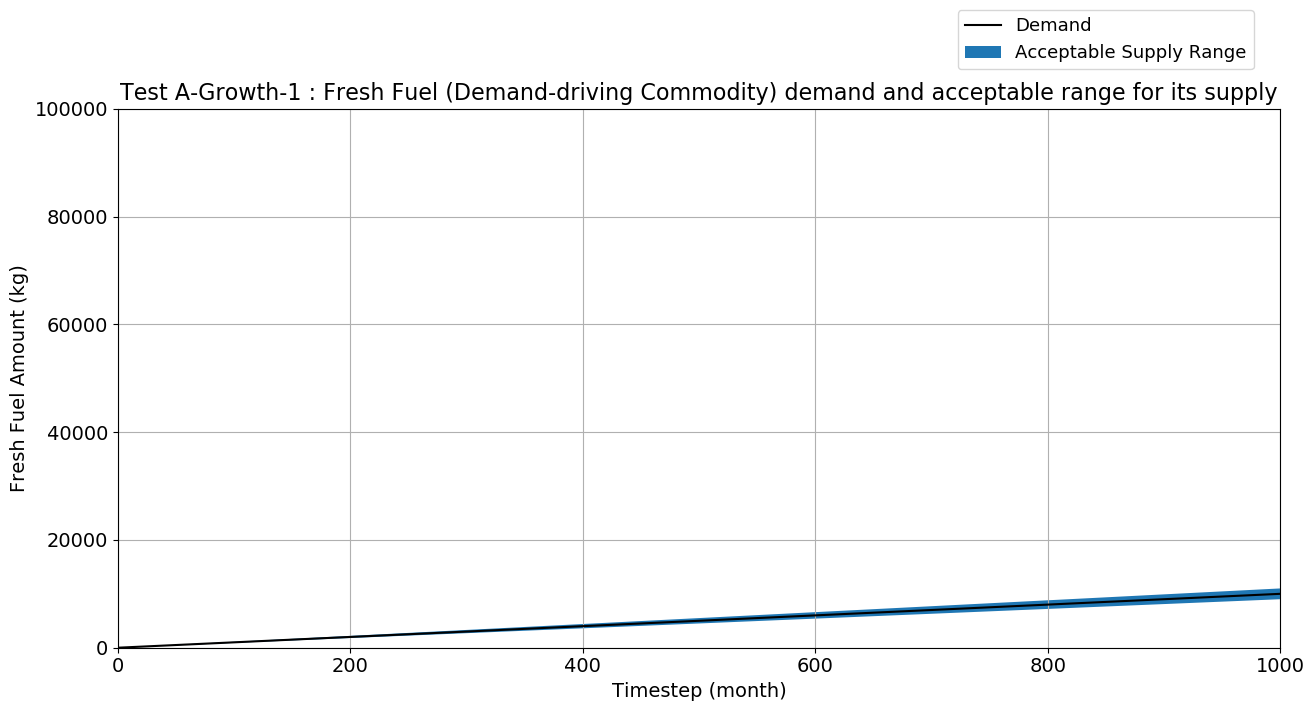 Demand
Acceptable Supply Range
Test A-Growth-1 : Fresh Fuel (Demand-driving Commodity) demand and acceptable range for its supply
100000
80000
60000
40000
20000
0
Fresh Fuel Amount (kg)
0 200 400 600 800 1000
Timestep (month)